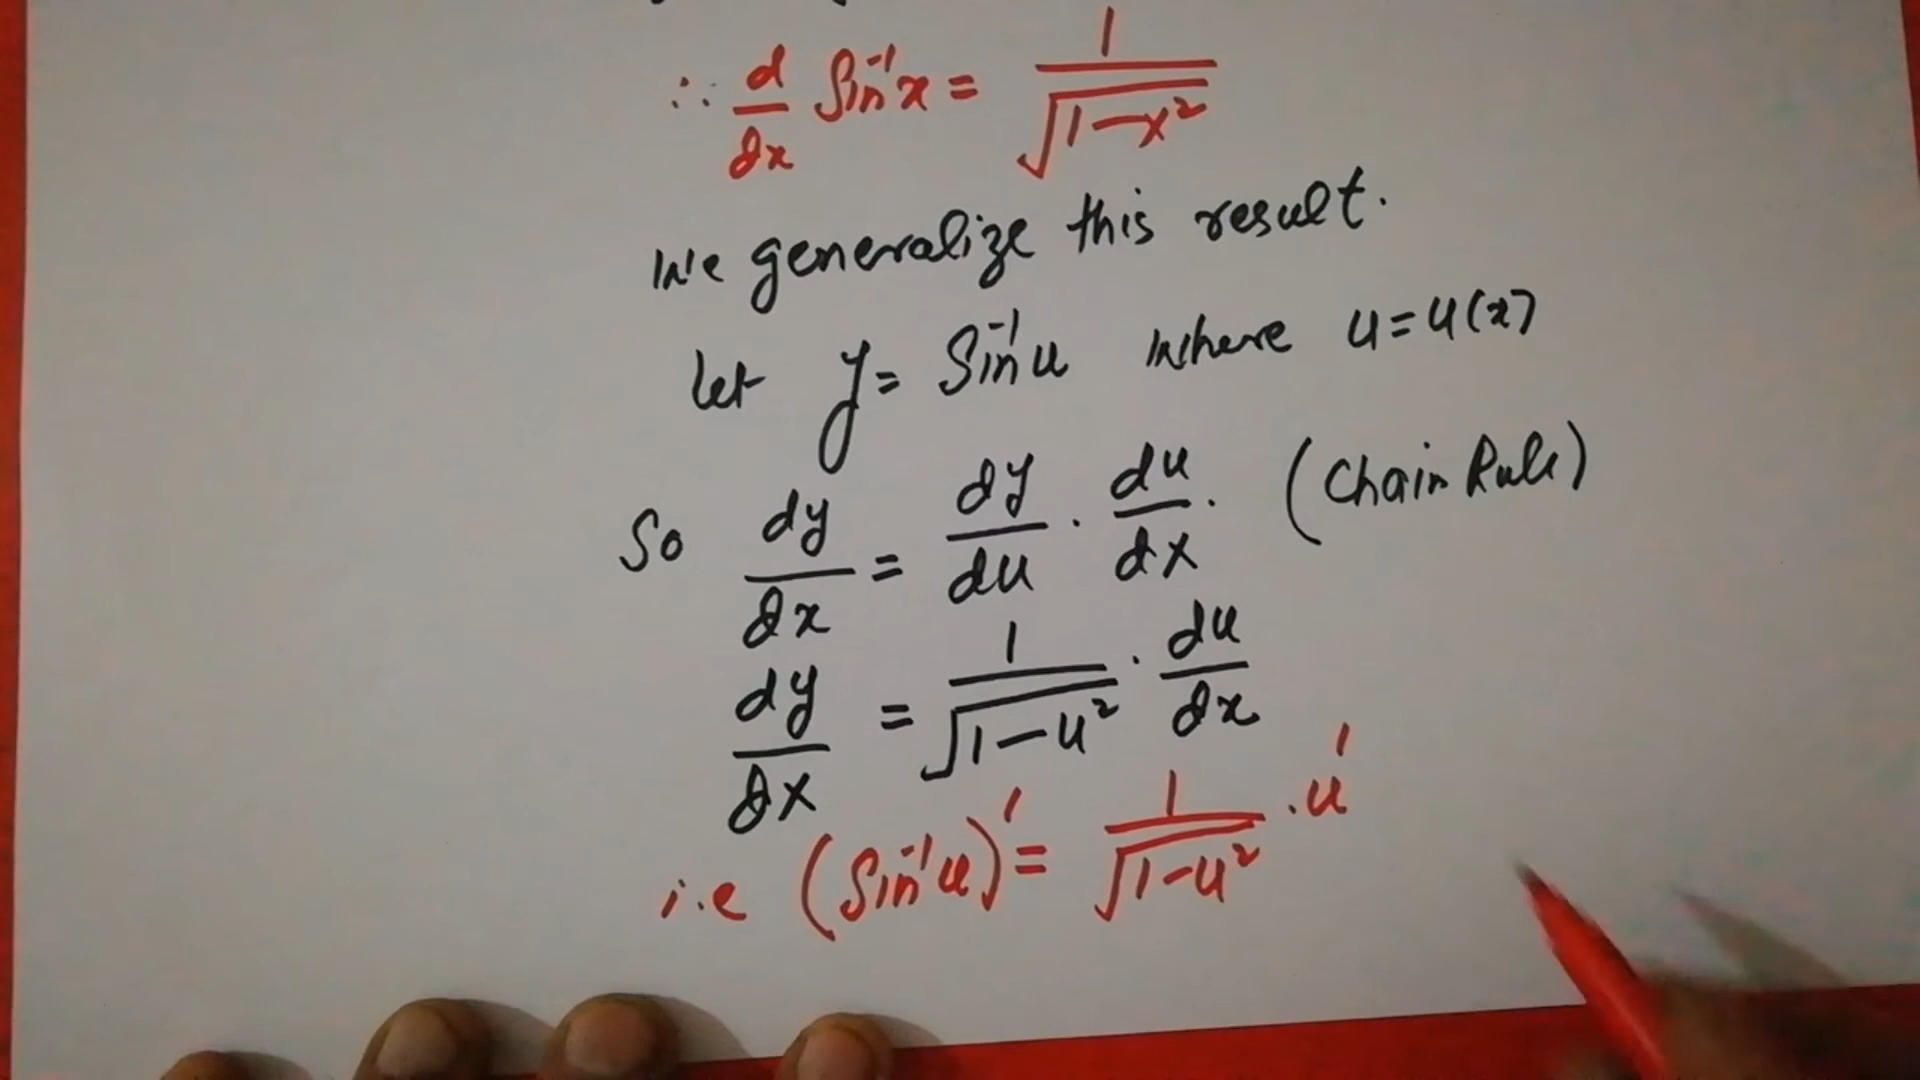 ∴ d/dx Sin⁻¹x = 1/√(1-x²)
We generalize this result.
Let y = Sin⁻¹u where u = u(x)
So dy/dx = dy/du · du/dx. (Chain Rule)
dy/dx = 1/√(1-u²) · du/dx
i.e (Sin⁻¹u)' = 1/√(1-u²) . u'